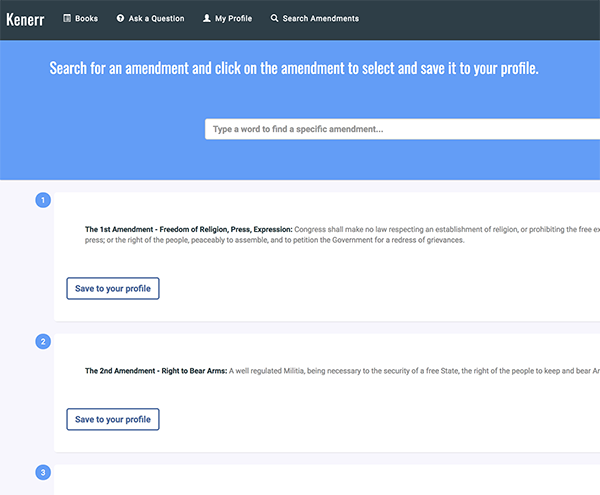 Kenerr Books Ask a Question My Profile Search Amendments
Search for an amendment and click on the amendment to select and save it to your profile.
Type a word to find a specific amendment...
1
The 1st Amendment - Freedom of Religion, Press, Expression: Congress shall make no law respecting an establishment of religion, or prohibiting the free
press; or the right of the people, peaceably to assemble, and to petition the Government for a redress of grievances.
Save to your profile
2
The 2nd Amendment - Right to Bear Arms: A well regulated Militia, being necessary to the security of a free State, the right of the people to keep and bear
Save to your profile
3